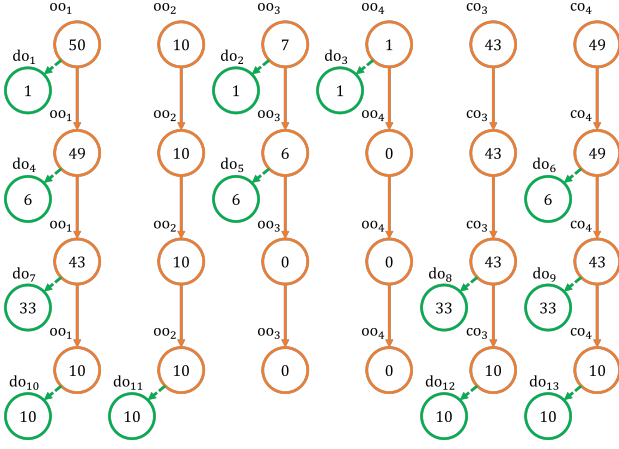 oo₁ oo₂ oo₃ oo₄ co₃ co₄
50 10 7 1 43 49
do₁ do₂ do₃
1 1 1
oo₁ oo₂ oo₃ oo₄ co₃ co₄
49 10 6 0 43 49
do₄ do₅ do₆
6 6 6
oo₁ oo₂ oo₃ oo₄ co₃ co₄
43 10 0 0 43 43
do₇ do₈ do₉
33 33 33
oo₁ oo₂ oo₃ oo₄ co₃ co₄
10 10 0 0 10 10
do₁₀ do₁₁ do₁₂ do₁₃
10 10 10 10